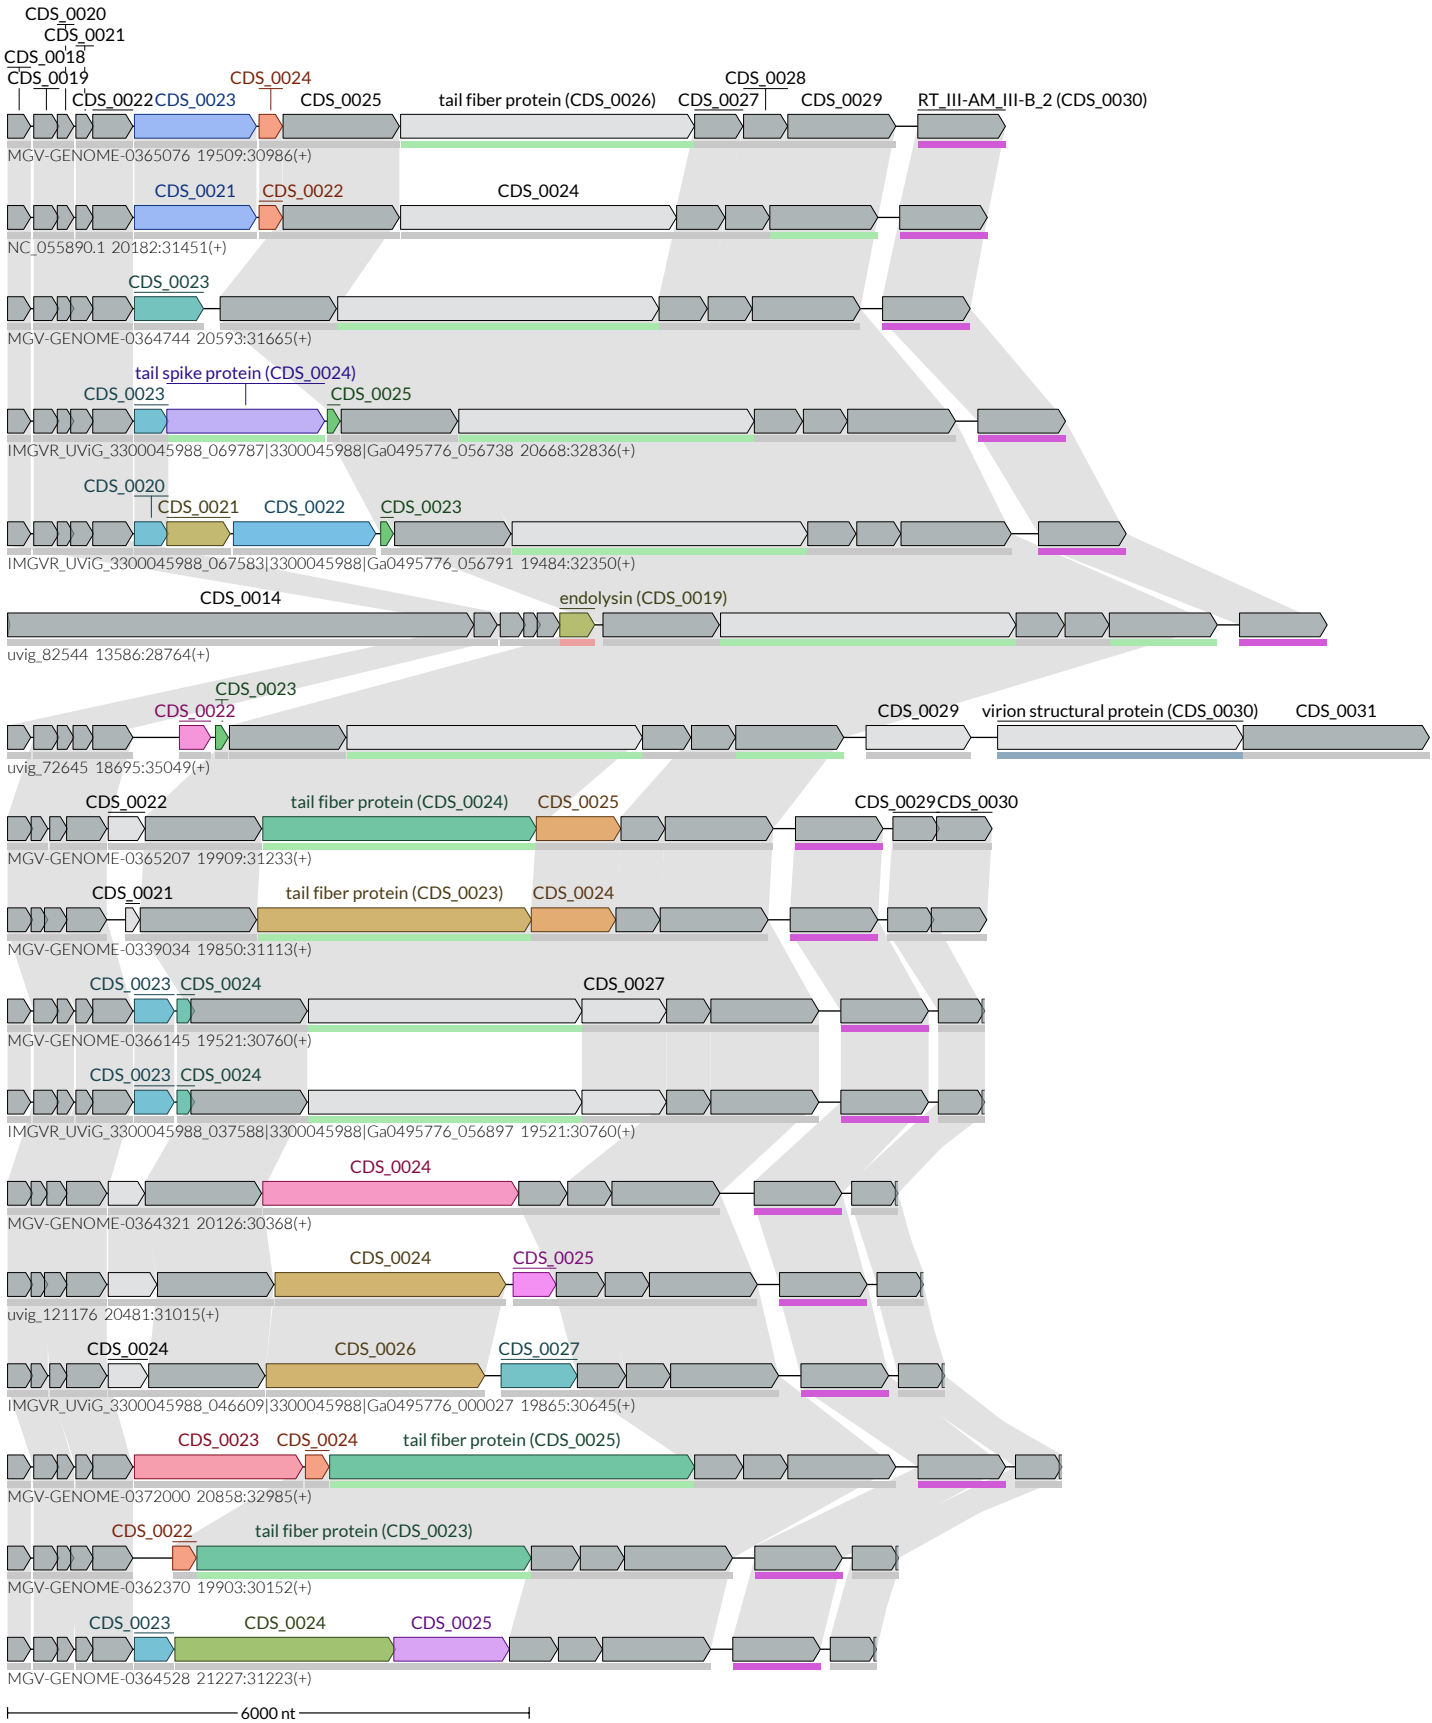 CDS_0020
CDS_0021
CDS_0018
CDS_0019 CDS_0024 CDS_0028
CDS_0022 CDS_0023 CDS_0025 tail fiber protein (CDS_0026) CDS_0027 CDS_0029 RT_III-AM_III-B_2 (CDS_0030)
MGV-GENOME-0365076 19509:30986(+)
CDS_0021 CDS_0022 CDS_0024
NC_055890.1 20182:31451(+)
CDS_0023
MGV-GENOME-0364744 20593:31665(+)
tail spike protein (CDS_0024)
CDS_0023 CDS_0025
IMGVR_UViG_3300045988_069787|3300045988|Ga0495776_056738 20668:32836(+)
CDS_0020
CDS_0021 CDS_0022 CDS_0023
IMGVR_UViG_3300045988_067583|3300045988|Ga0495776_056791 19484:32350(+)
CDS_0014 endolysin (CDS_0019)
uvig_82544 13586:28764(+)
CDS_0023
CDS_0022 CDS_0029 virion structural protein (CDS_0030) CDS_0031
uvig_72645 18695:35049(+)
CDS_0022 tail fiber protein (CDS_0024) CDS_0025 CDS_0029 CDS_0030
MGV-GENOME-0365207 19909:31233(+)
CDS_0021 tail fiber protein (CDS_0023) CDS_0024
MGV-GENOME-0339034 19850:31113(+)
CDS_0023 CDS_0024 CDS_0027
MGV-GENOME-0366145 19521:30760(+)
CDS_0023 CDS_0024
IMGVR_UViG_3300045988_037588|3300045988|Ga0495776_056897 19521:30760(+)
CDS_0024
MGV-GENOME-0364321 20126:30368(+)
CDS_0024 CDS_0025
uvig_121176 20481:31015(+)
CDS_0024 CDS_0026 CDS_0027
IMGVR_UViG_3300045988_046609|3300045988|Ga0495776_000027 19865:30645(+)
CDS_0023 CDS_0024 tail fiber protein (CDS_0025)
MGV-GENOME-0372000 20858:32985(+)
CDS_0022 tail fiber protein (CDS_0023)
MGV-GENOME-0362370 19903:30152(+)
CDS_0023 CDS_0024 CDS_0025
MGV-GENOME-0364528 21227:31223(+)
6000 nt